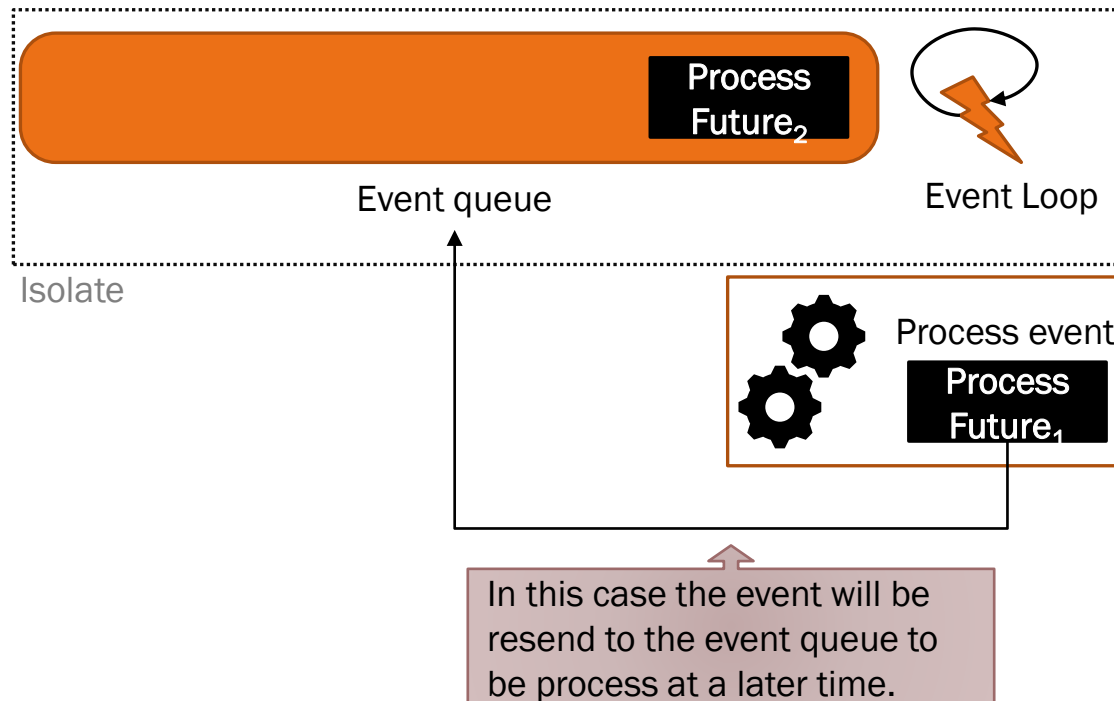 Process
Future₂
Event queue
Event Loop
Isolate
Process event
Process
Future₁
In this case the event will be
resend to the event queue to
be process at a later time.